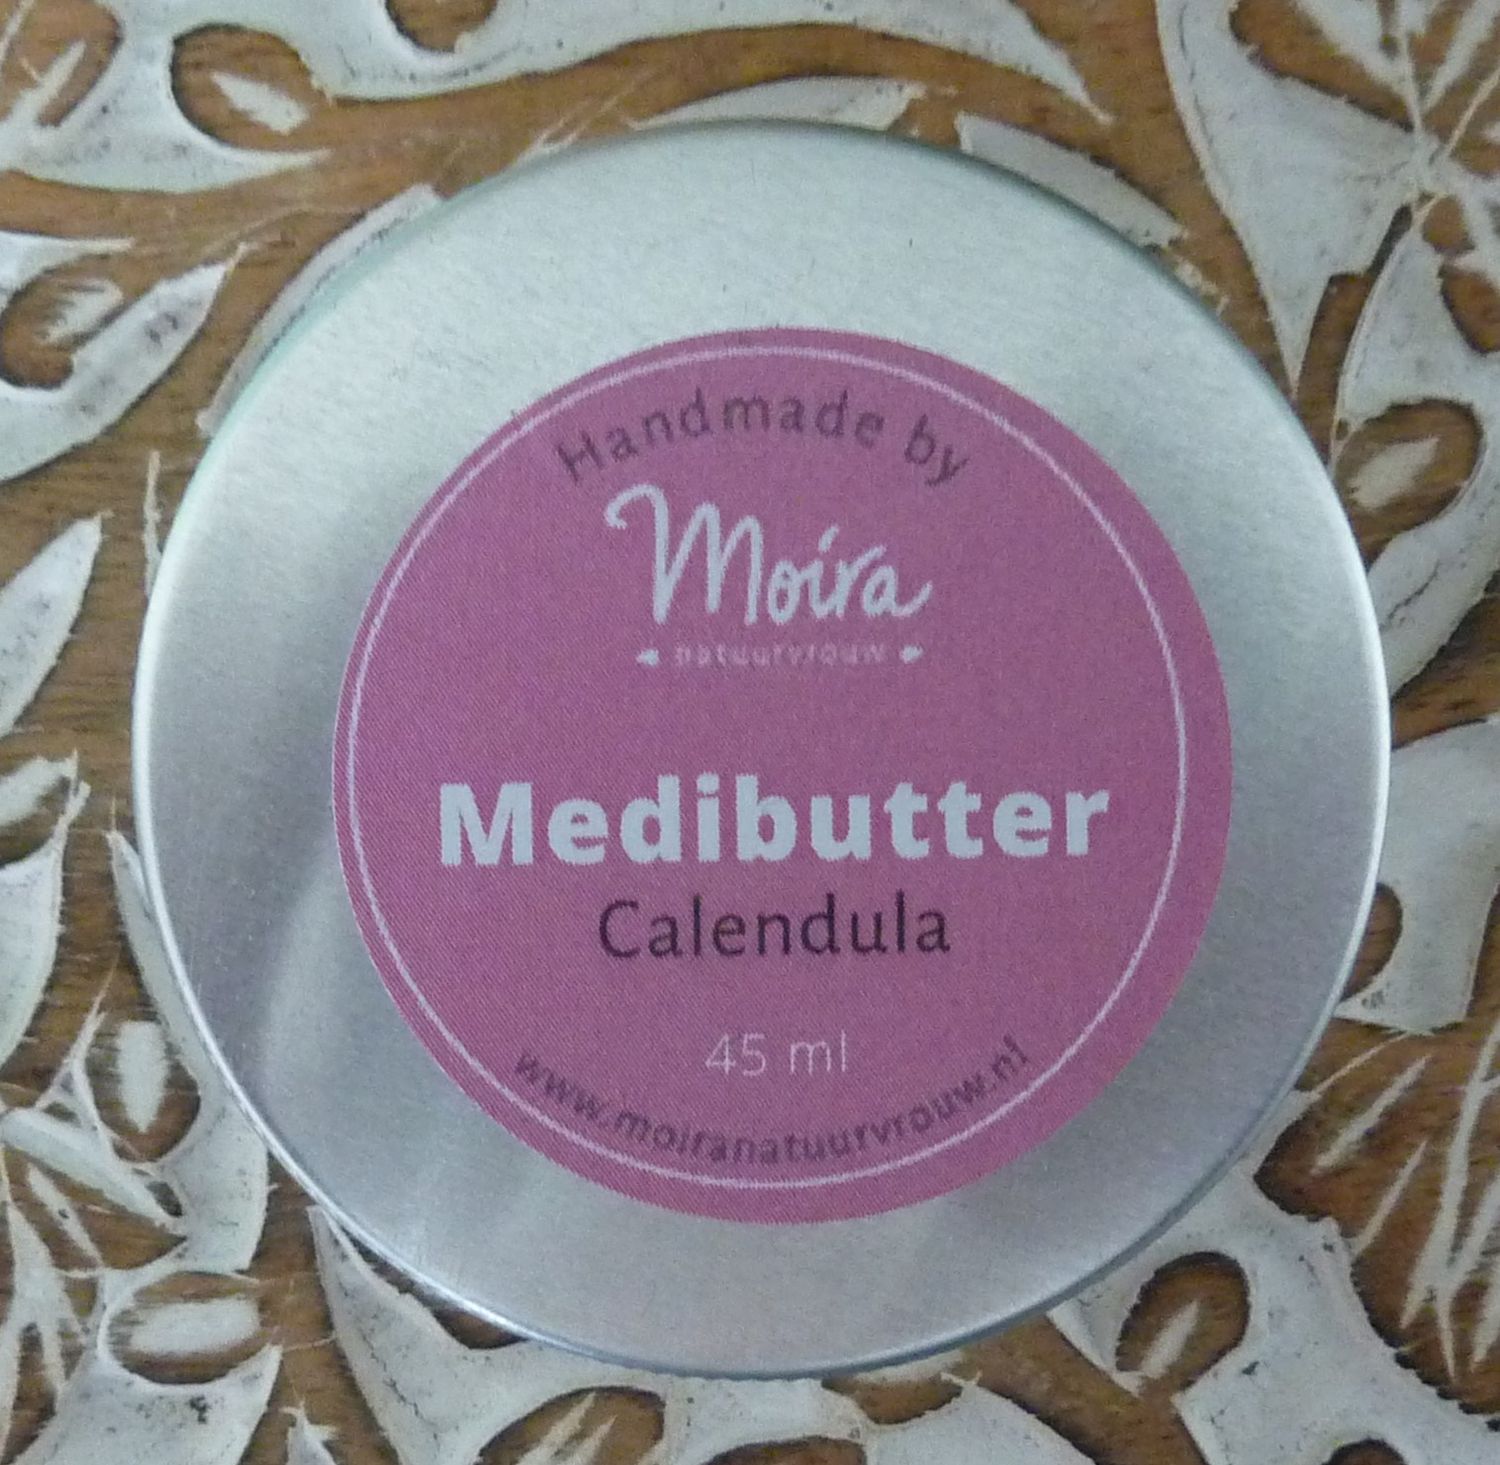 Handmade by
Moira
natuurvrouw
Medibutter
Calendula
45 ml
www.moiranatuurvrouw.nl